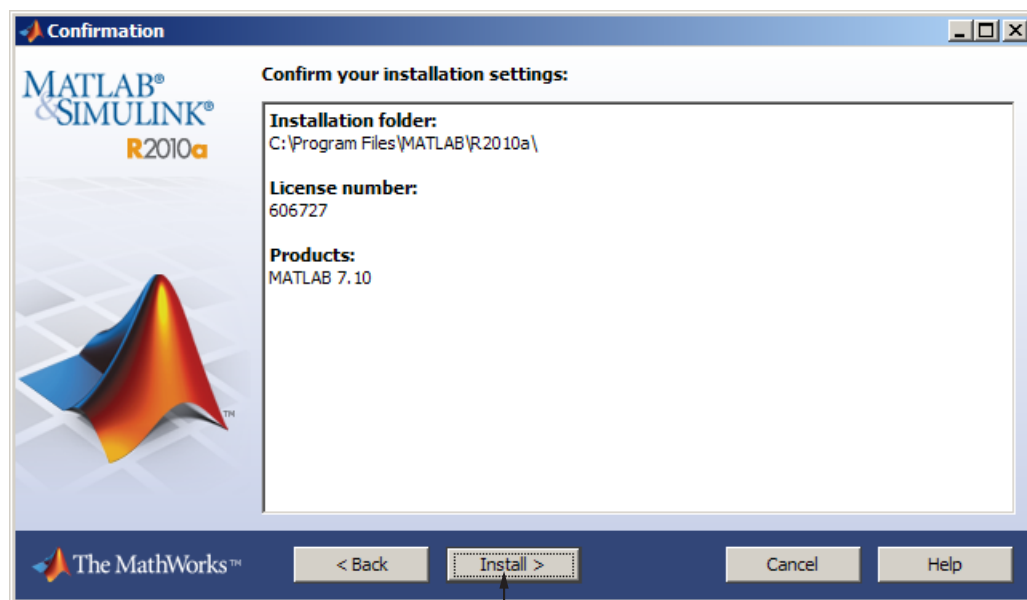 Confirmation
MATLAB®
&SIMULINK®
R2010a
Confirm your installation settings:
Installation folder:
C:\Program Files\MATLAB\R2010a\
License number:
606727
Products:
MATLAB 7.10
TM
The MathWorks™
< Back
Install >
Cancel
Help